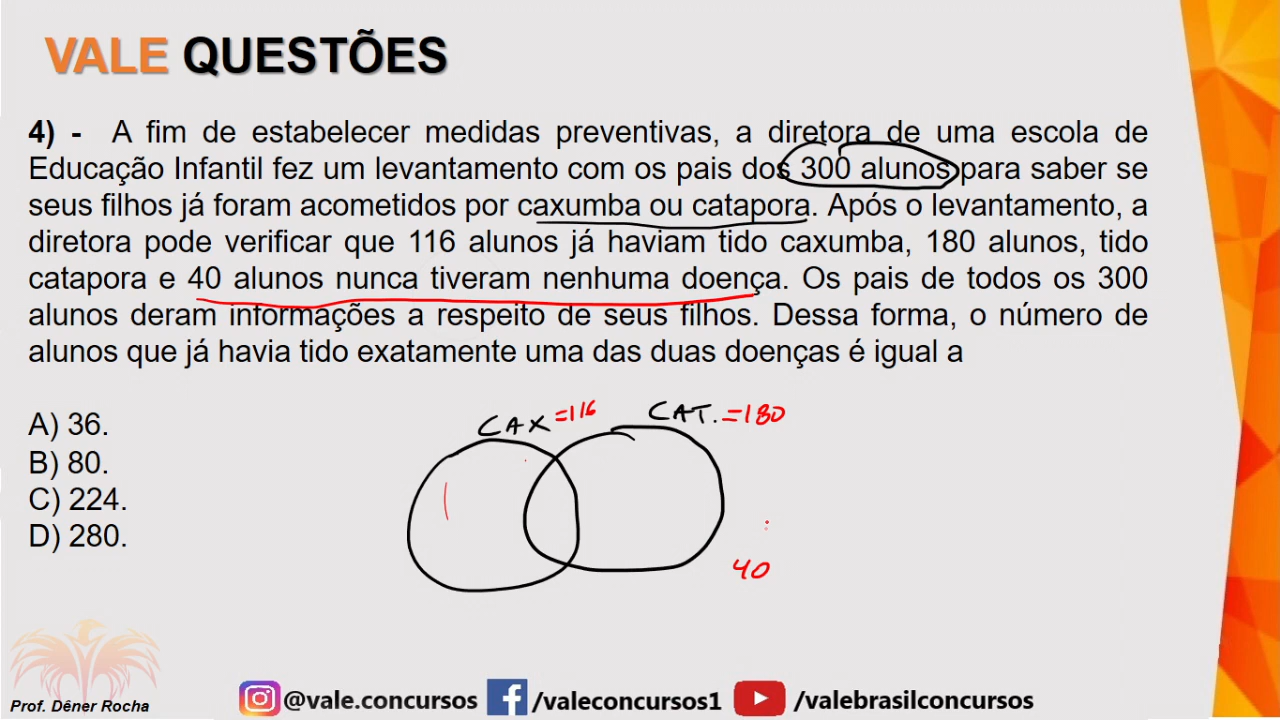 VALE QUESTÕES
4) - A fim de estabelecer medidas preventivas, a diretora de uma escola de
Educação Infantil fez um levantamento com os pais dos 300 alunos para saber se
seus filhos já foram acometidos por caxumba ou catapora. Após o levantamento, a
diretora pode verificar que 116 alunos já haviam tido caxumba, 180 alunos, tido
catapora e 40 alunos nunca tiveram nenhuma doença. Os pais de todos os 300
alunos deram informações a respeito de seus filhos. Dessa forma, o número de
alunos que já havia tido exatamente uma das duas doenças é igual a
A) 36.
B) 80.
C) 224.
D) 280.
CAX =116 CAT. =180
40
Prof. Dêner Rocha
@vale.concursos /valeconcursos1 /valebrasilconcursos